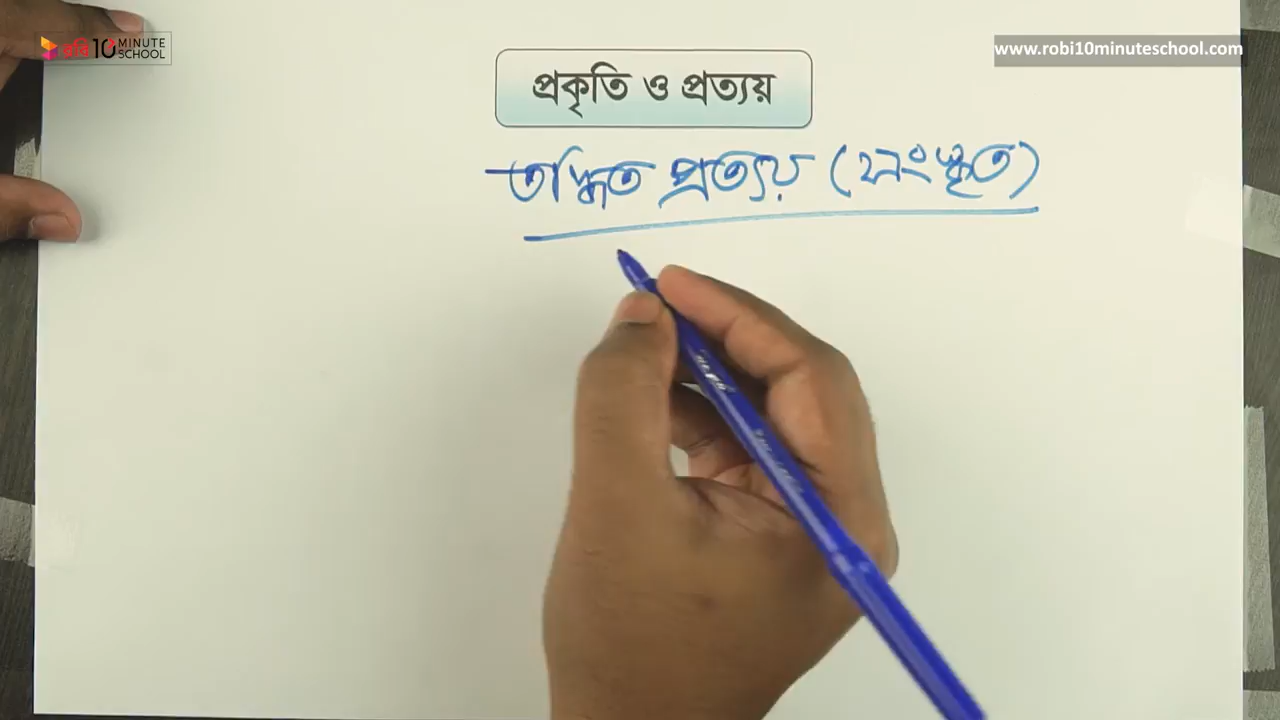 রবি 10 MINUTE SCHOOL
www.robi10minuteschool.com
প্রকৃতি ও প্রত্যয়
তদ্ধিত প্রত্যয় (সংস্কৃত)